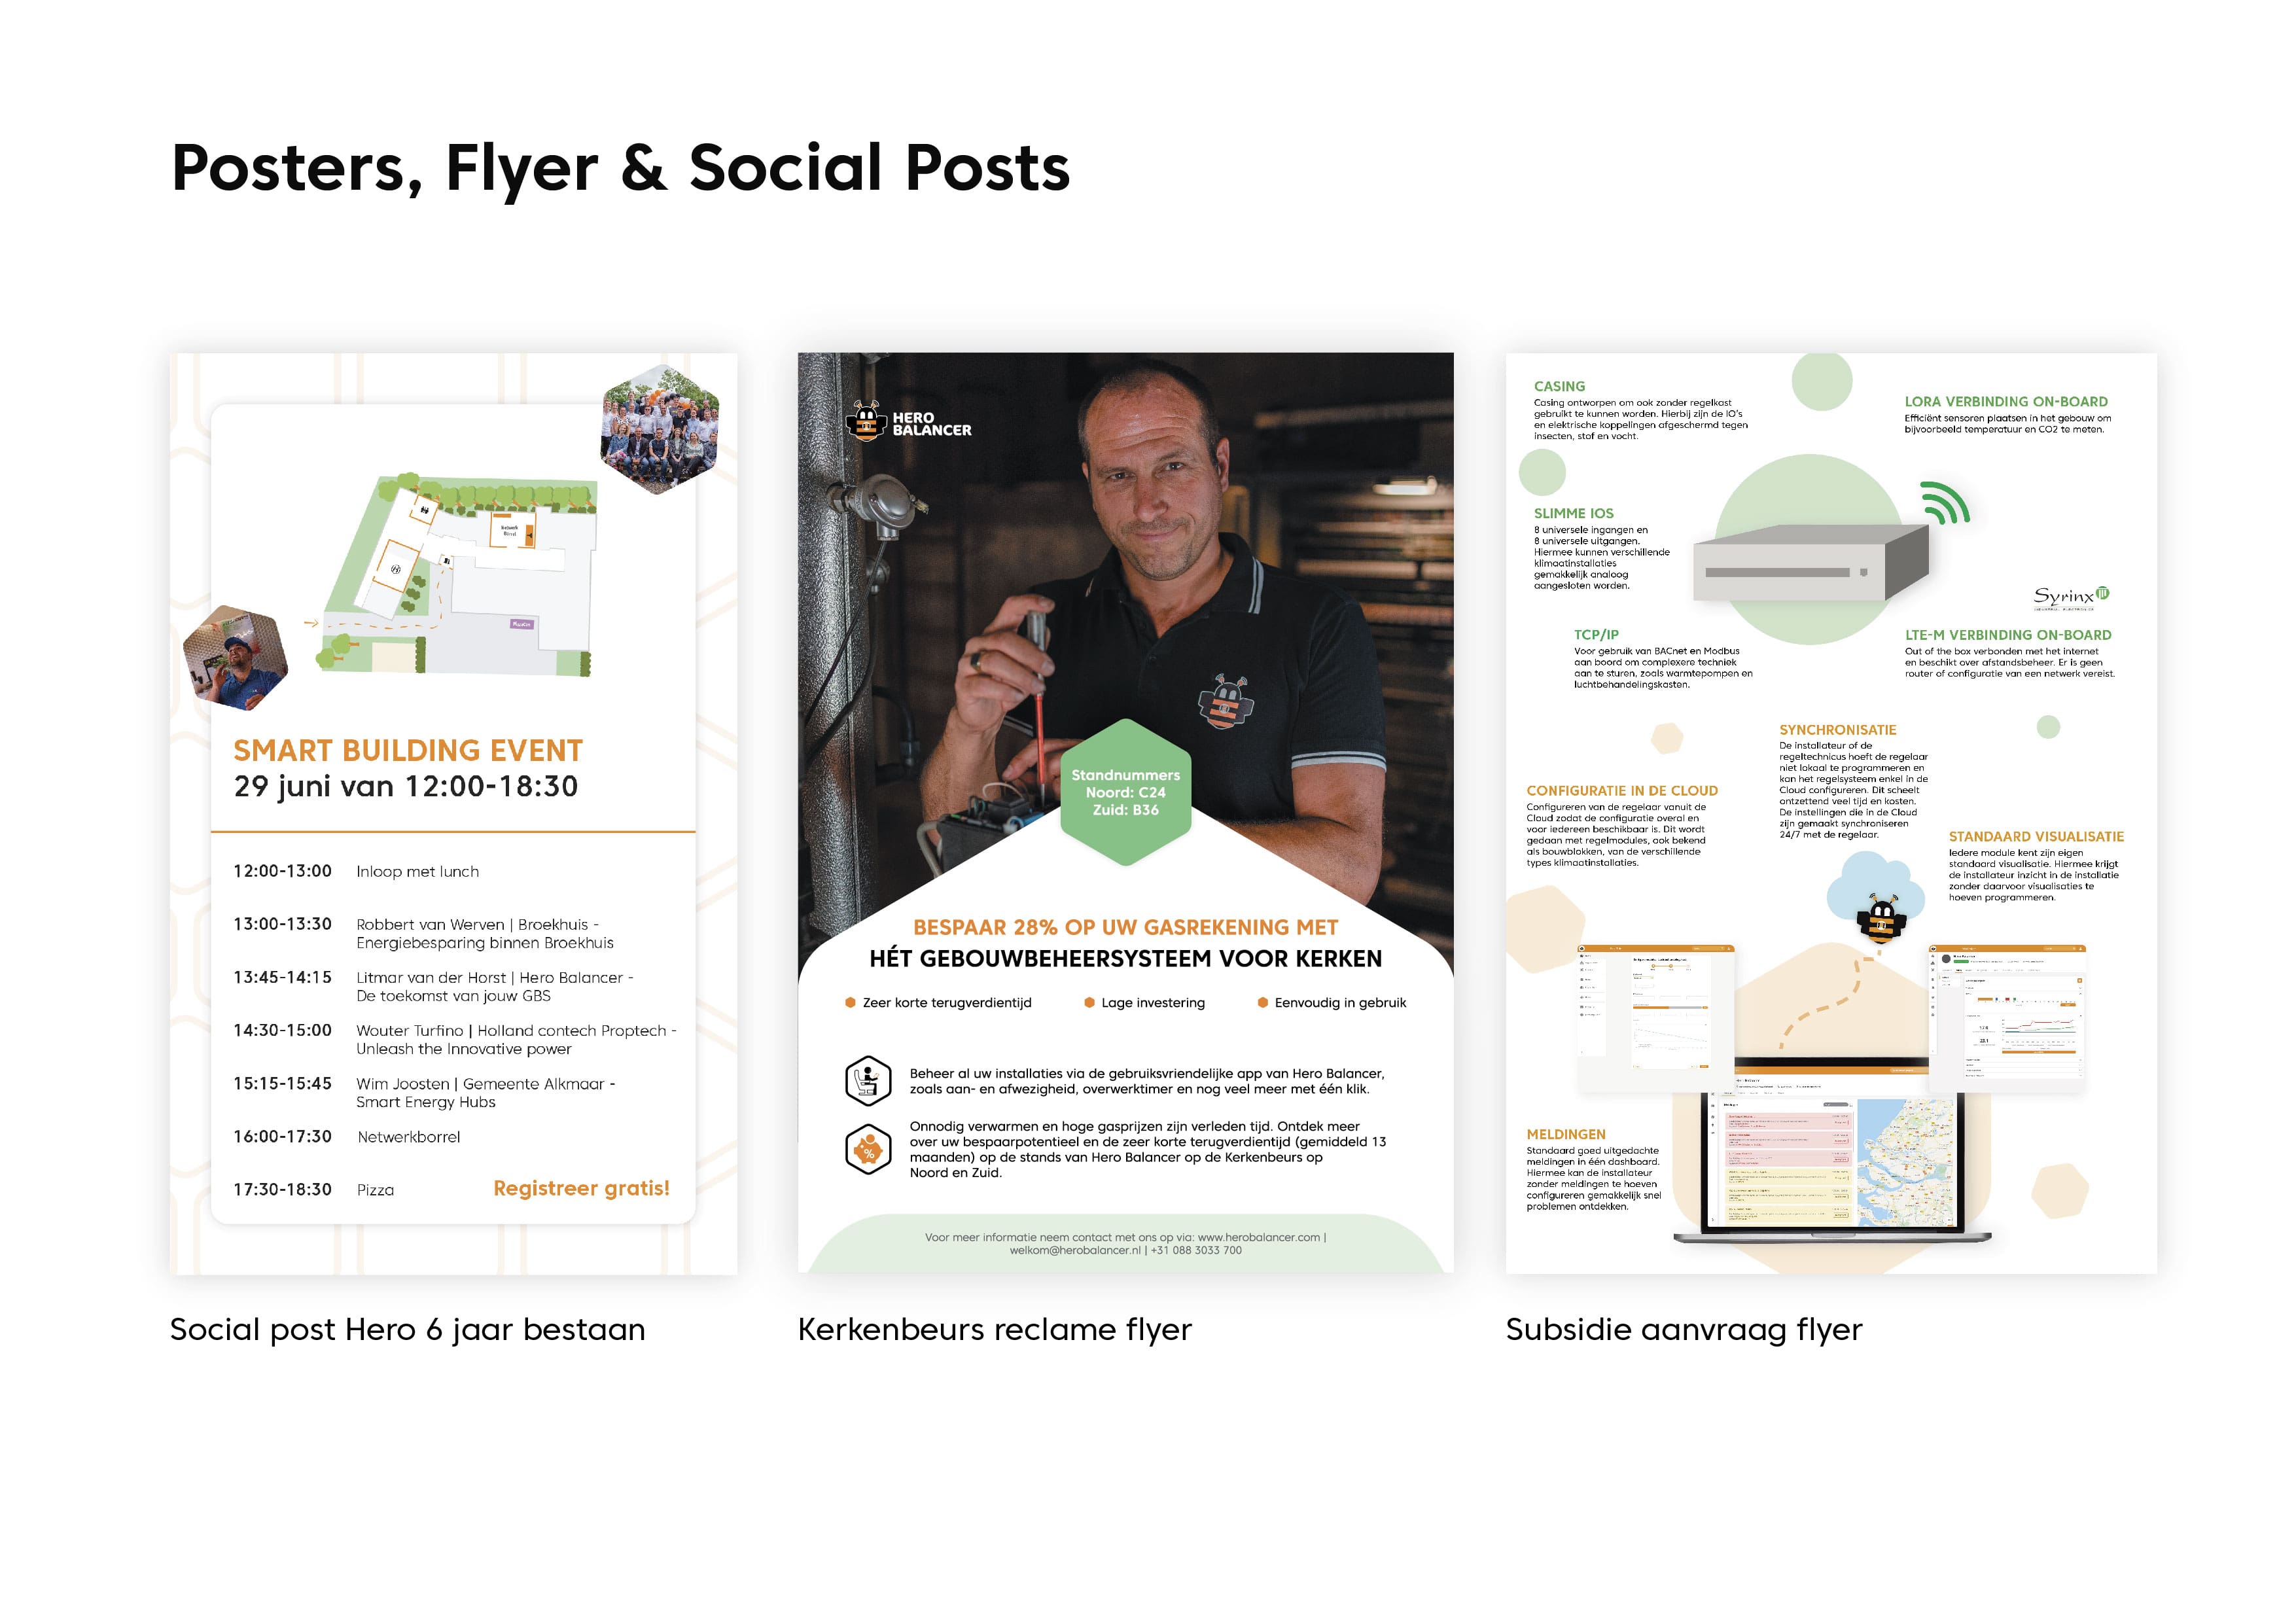 Posters, Flyer & Social Posts
Netwerk
Borrel
SMART BUILDING EVENT
29 juni van 12:00-18:30
12:00-13:00 Inloop met lunch
13:00-13:30 Robbert van Werven | Broekhuis -
Energiebesparing binnen Broekhuis
13:45-14:15 Litmar van der Horst | Hero Balancer -
De toekomst van jouw GBS
14:30-15:00 Wouter Turfino | Holland contech Proptech -
Unleash the Innovative power
15:15-15:45 Wim Joosten | Gemeente Alkmaar -
Smart Energy Hubs
16:00-17:30 Netwerkborrel
17:30-18:30 Pizza Registreer gratis!
Social post Hero 6 jaar bestaan
HERO
BALANCER
Standnummers
Noord: C24
Zuid: B36
BESPAAR 28% OP UW GASREKENING MET
HÉT GEBOUWBEHEERSYSTEEM VOOR KERKEN
Zeer korte terugverdientijd
Lage investering
Eenvoudig in gebruik
Beheer al uw installaties via de gebruiksvriendelijke app van Hero Balancer,
zoals aan- en afwezigheid, overwerktimer en nog veel meer met één klik.
%
Onnodig verwarmen en hoge gasprijzen zijn verleden tijd. Ontdek meer
over uw bespaarpotentieel en de zeer korte terugverdientijd (gemiddeld 13
maanden) op de stands van Hero Balancer op de Kerkenbeurs op
Noord en Zuid.
Voor meer informatie neem contact met ons op via: www.herobalancer.com |
welkom@herobalancer.nl | +31 088 3033 700
Kerkenbeurs reclame flyer
CASING
Casing ontworpen om ook zonder regelkast
gebruikt te kunnen worden. Hierbij zijn de IO's
en elektrische koppelingen afgeschermd tegen
insecten, stof en vocht.
LORA VERBINDING ON-BOARD
Efficiënt sensoren plaatsen in het gebouw om
bijvoorbeeld temperatuur en CO2 te meten.
SLIMME IOS
8 universele ingangen en
8 universele uitgangen.
Hiermee kunnen verschillende
klimaatinstallaties
gemakkelijk analoog
aangesloten worden.
Syrinx
INDUSTRIAL ELECTRONICS
TCP/IP
Voor gebruik van BACnet en Modbus
aan boord om complexere techniek
aan te sturen, zoals warmtepompen en
luchtbehandelingskasten.
LTE-M VERBINDING ON-BOARD
Out of the box verbonden met het internet
en beschikt over afstandsbeheer. Er is geen
router of configuratie van een netwerk vereist.
SYNCHRONISATIE
De installateur of de
regeltechnicus hoeft de regelaar
niet lokaal te programmeren en
kan het regelsysteem enkel in de
Cloud configureren. Dit scheelt
ontzettend veel tijd en kosten.
De instellingen die in de Cloud
zijn gemaakt synchroniseren
24/7 met de regelaar.
CONFIGURATIE IN DE CLOUD
Configureren van de regelaar vanuit de
Cloud zodat de configuratie overal en
voor iedereen beschikbaar is. Dit wordt
gedaan met regelmodules, ook bekend
als bouwblokken, van de verschillende
types klimaatinstallaties.
STANDAARD VISUALISATIE
Iedere module kent zijn eigen
standaard visualisatie. Hiermee krijgt
de installateur inzicht in de installatie
zonder daarvoor visualisaties te
hoeven programmeren.
MELDINGEN
Standaard goed uitgedachte
meldingen in één dashboard.
Hiermee kan de installateur
zonder meldingen te hoeven
configureren gemakkelijk snel
problemen ontdekken.
Subsidie aanvraag flyer